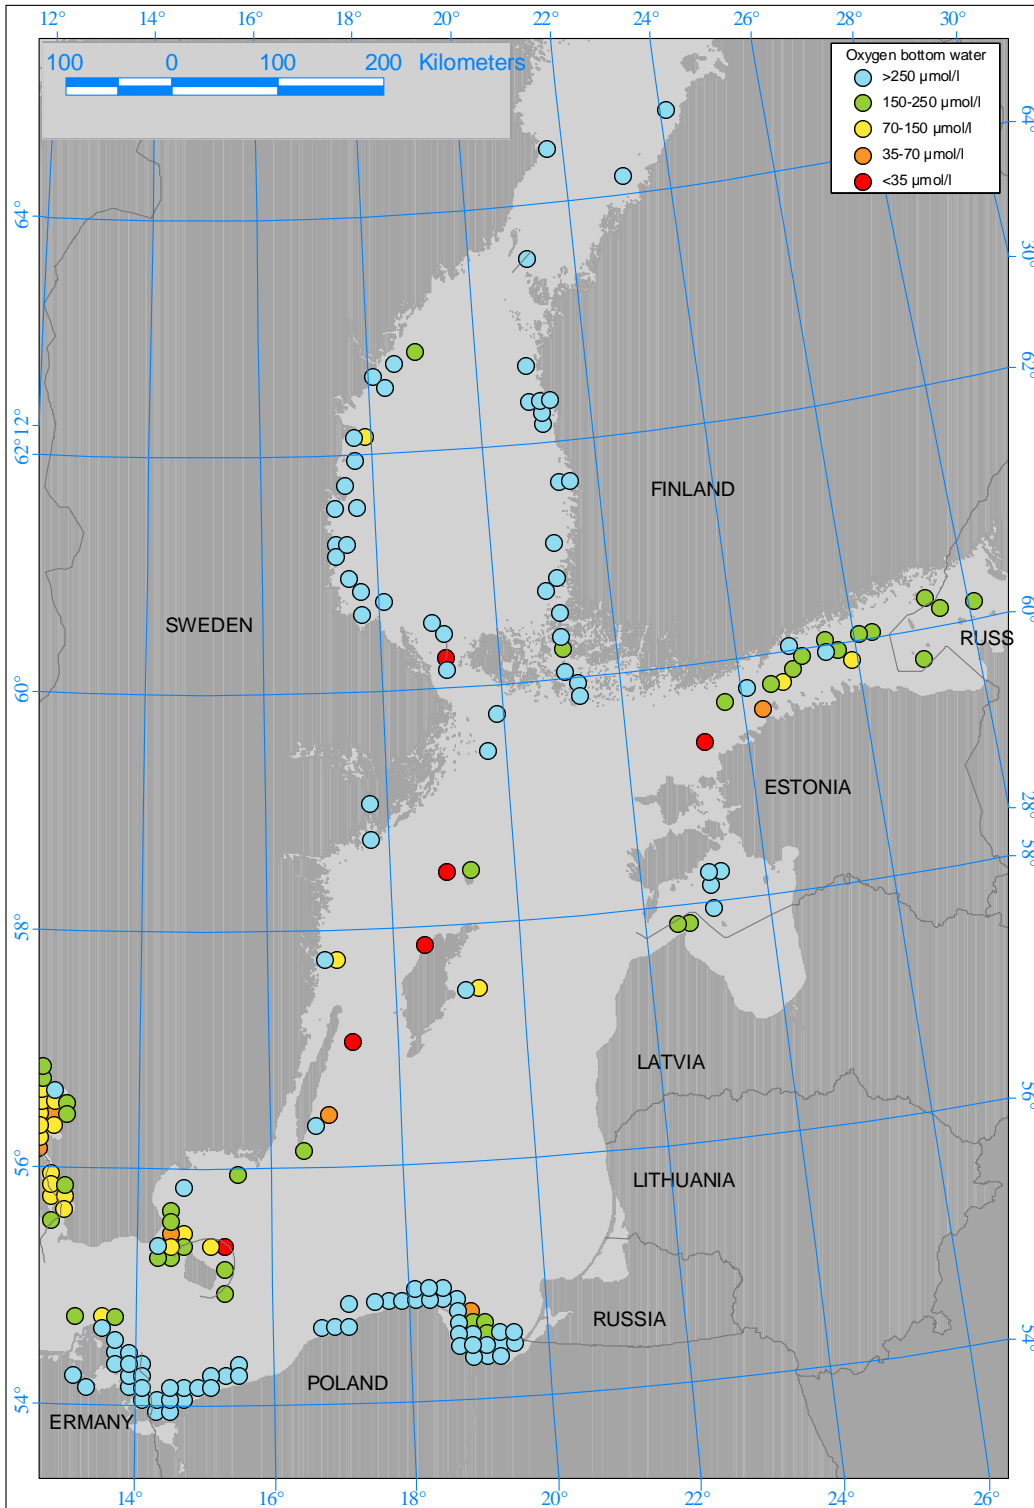 12° 14° 16° 18° 20° 22° 24° 26° 28° 30°
100 0 100 200 Kilometers
Oxygen bottom water
>250 µmol/l
150-250 µmol/l
70-150 µmol/l
35-70 µmol/l
<35 µmol/l
64°
64°
30°
62°
12°
62°
FINLAND
SWEDEN
60°
RUSS
60°
ESTONIA
28°
58°
58°
LATVIA
56°
56°
LITHUANIA
RUSSIA
54°
POLAND
54°
ERMANY
14° 16° 18° 20° 22° 24° 26°